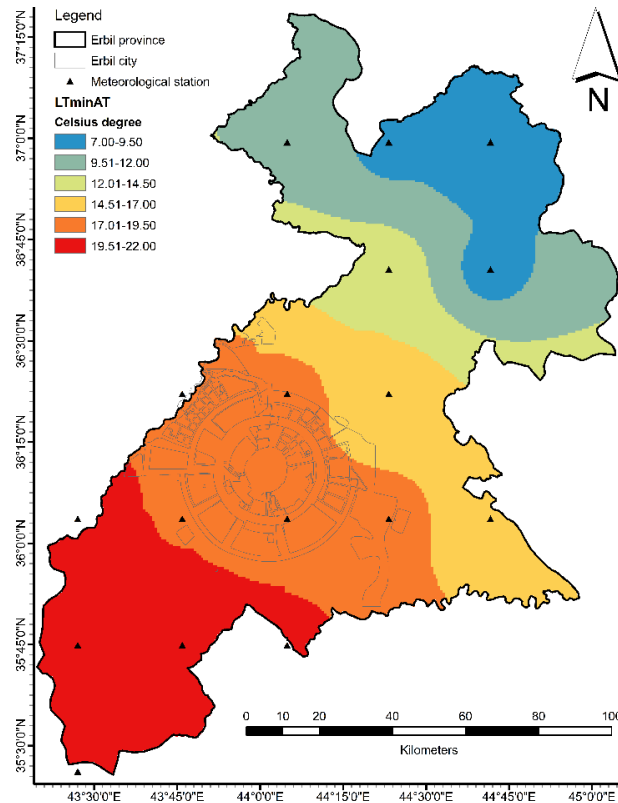 Legend
Erbil province
Erbil city
Meteorological station
LTminAT
Celsius degree
7.00-9.50
9.51-12.00
12.01-14.50
14.51-17.00
17.01-19.50
19.51-22.00
N
37°15'0"N
37°0'0"N
36°45'0"N
36°30'0"N
36°15'0"N
36°0'0"N
35°45'0"N
35°30'0"N
0 10 20 40 60 80 100
Kilometers
43°30'0"E 43°45'0"E 44°0'0"E 44°15'0"E 44°30'0"E 44°45'0"E 45°0'0"E